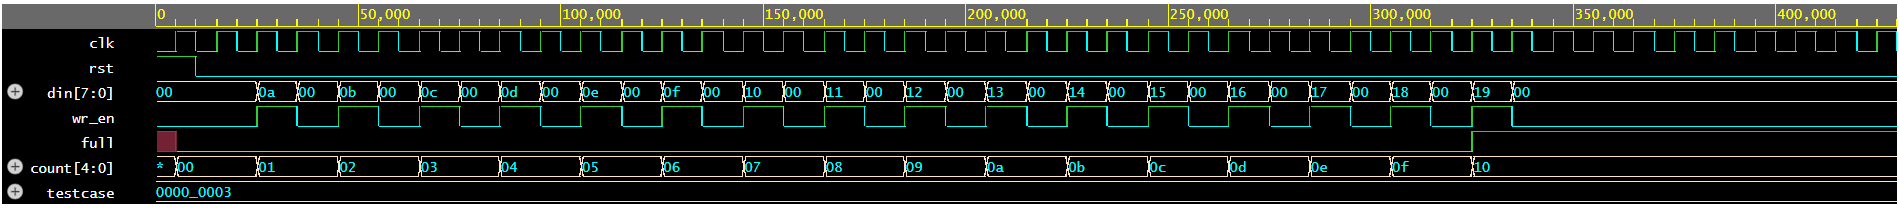 0 50,000 100,000 150,000 200,000 250,000 300,000 350,000 400,000
clk
rst
din[7:0] 00 0a 00 0b 00 0c 00 0d 00 0e 00 0f 00 10 00 11 00 12 00 13 00 14 00 15 00 16 00 17 00 18 00 19 00
wr_en
full
count[4:0] * 00 01 02 03 04 05 06 07 08 09 0a 0b 0c 0d 0e 0f 10
testcase 0000_0003